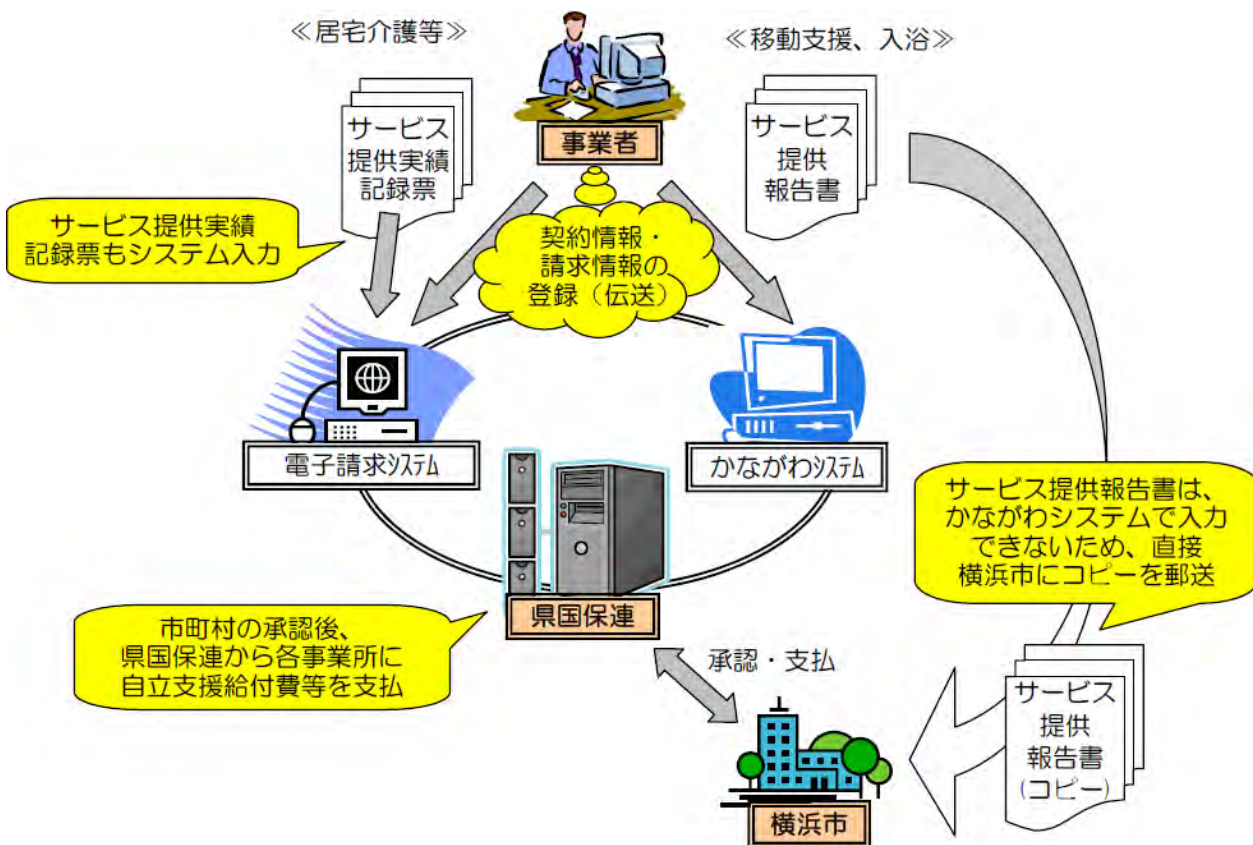 ≪居宅介護等≫
≪移動支援、入浴≫
サービス
提供実績
記録票
事業者
サービス
提供
報告書
サービス提供実績
記録票もシステム入力
契約情報・
請求情報の
登録（伝送）
電子請求ｼｽﾃﾑ
かながわｼｽﾃﾑ
サービス提供報告書は、
かながわシステムで入力
できないため、直接
横浜市にコピーを郵送
県国保連
市町村の承認後、
県国保連から各事業所に
自立支援給付費等を支払
承認・支払
サービス
提供
報告書
(コピー)
横浜市